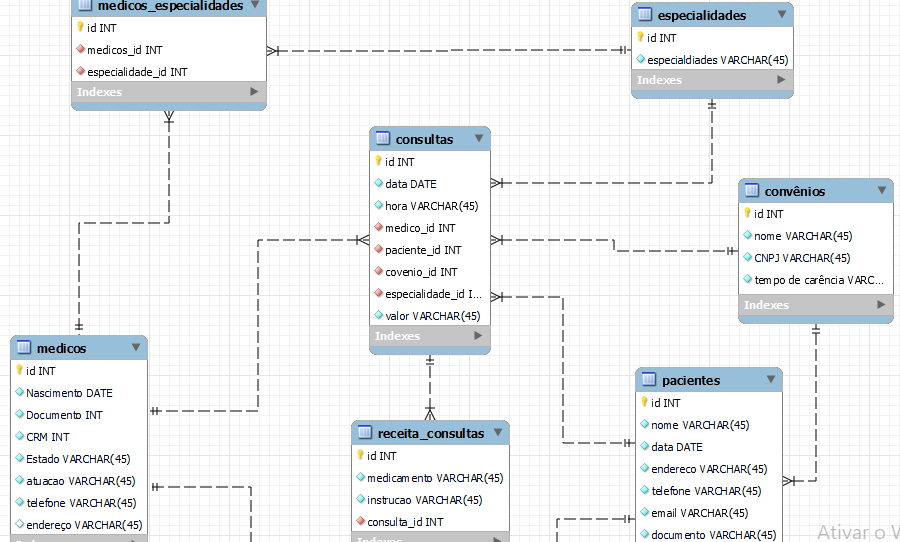 medicos_especialidades
id INT
medicos_id INT
especialidade_id INT
Indexes
especialidades
id INT
especialdiades VARCHAR(45)
Indexes
consultas
id INT
data DATE
hora VARCHAR(45)
medico_id INT
paciente_id INT
covenio_id INT
especialidade_id I...
valor VARCHAR(45)
Indexes
convênios
id INT
nome VARCHAR(45)
CNPJ VARCHAR(45)
tempo de carência VARC...
Indexes
medicos
id INT
Nascimento DATE
Documento INT
CRM INT
Estado VARCHAR(45)
atuacao VARCHAR(45)
telefone VARCHAR(45)
endereço VARCHAR(45)
receita_consultas
id INT
medicamento VARCHAR(45)
instrucao VARCHAR(45)
consulta_id INT
Indexes
pacientes
id INT
nome VARCHAR(45)
data DATE
endereco VARCHAR(45)
telefone VARCHAR(45)
email VARCHAR(45)
documento VARCHAR(45)
Ativar o